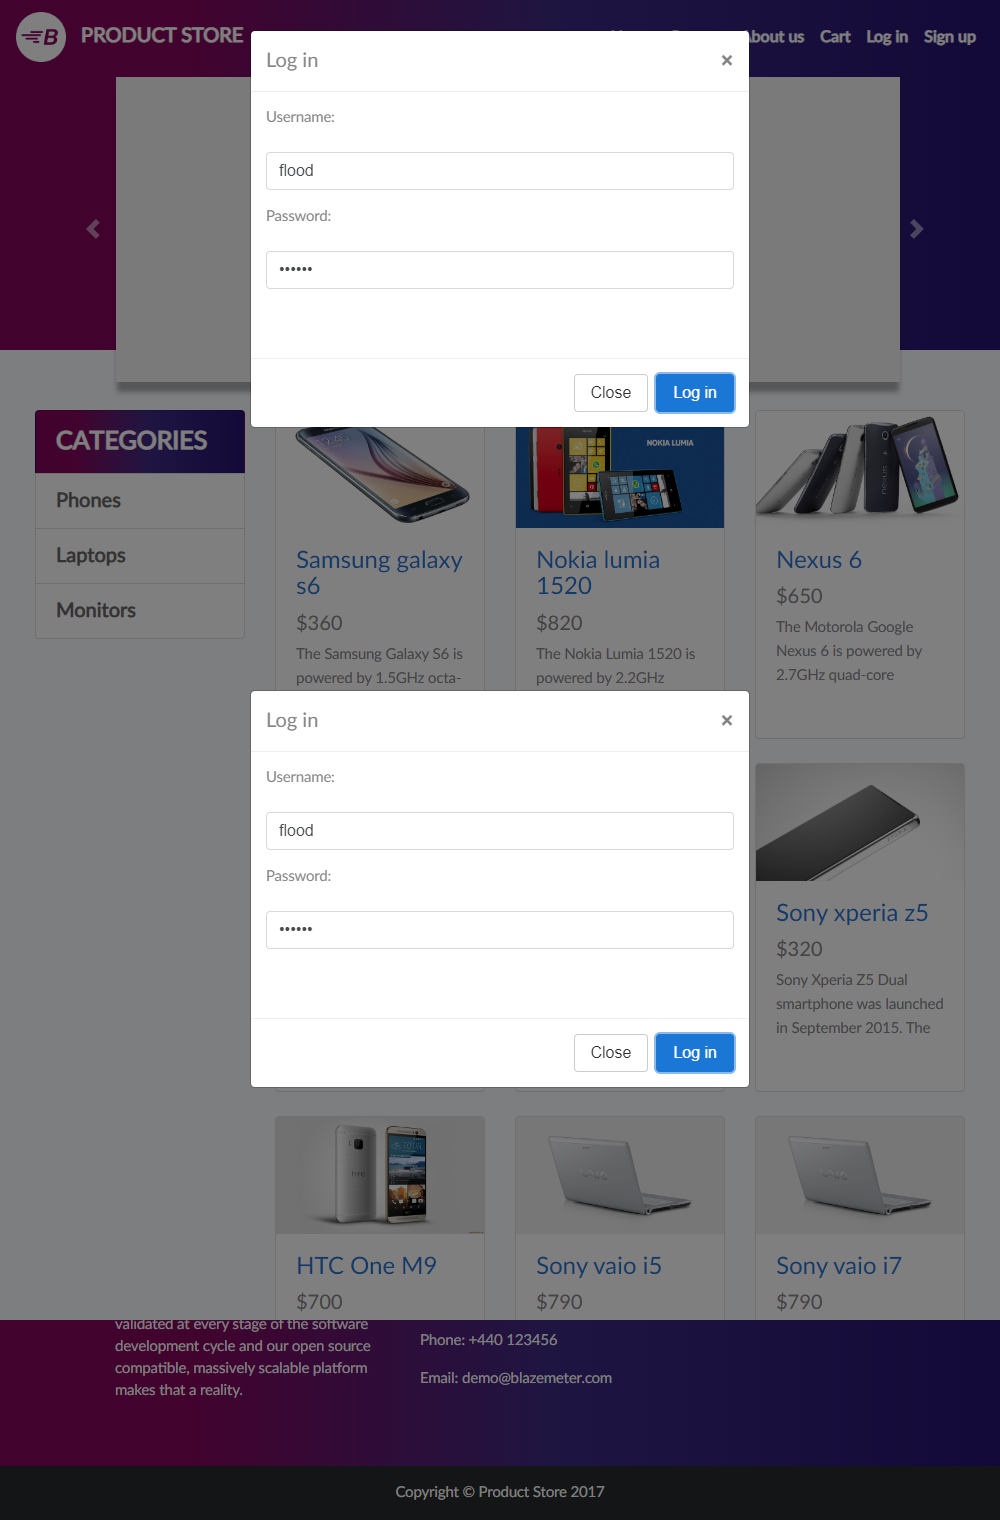 B PRODUCT STORE
About us Cart Log in Sign up
Log in ×
Username:
flood
Password:
••••••
Close Log in
CATEGORIES
Phones
Laptops
Monitors
NOKIA LUMIA
Samsung galaxy
s6
$360
The Samsung Galaxy S6 is
powered by 1.5GHz octa-
Nokia lumia
1520
$820
The Nokia Lumia 1520 is
powered by 2.2GHz
nexus
Nexus 6
$650
The Motorola Google
Nexus 6 is powered by
2.7GHz quad-core
Log in ×
Username:
flood
Password:
••••••
Close Log in
Sony xperia z5
$320
Sony Xperia Z5 Dual
smartphone was launched
in September 2015. The
hTC
HTC One M9
$700
VAIO
Sony vaio i5
$790
VAIO
Sony vaio i7
$790
validated at every stage of the software
development cycle and our open source
compatible, massively scalable platform
makes that a reality.
Phone: +440 123456
Email: demo@blazemeter.com
Copyright © Product Store 2017